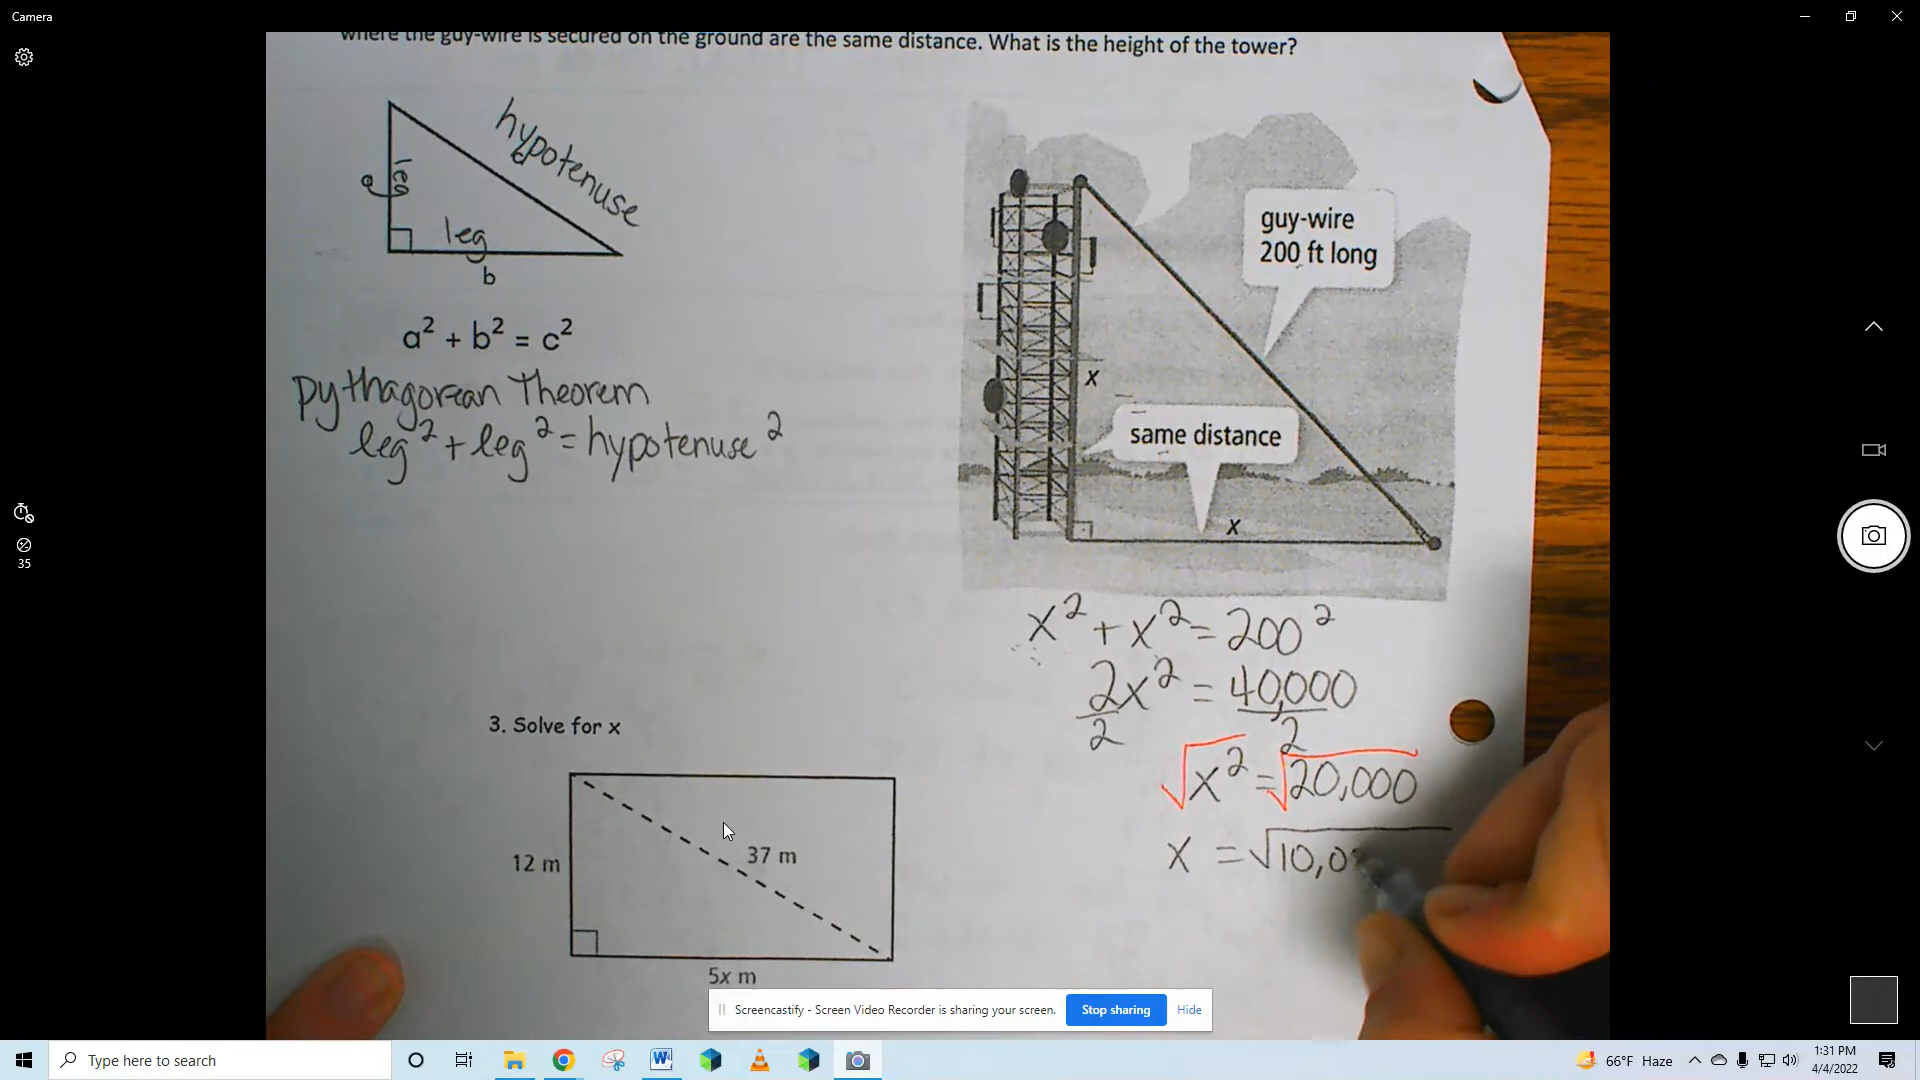 Camera
where the guy-wire is secured on the ground are the same distance. What is the height of the tower?
hypotenuse
a
leg
leg
b
a² + b² = c²
Pythagorean Theorem
leg² + leg² = hypotenuse²
guy-wire
200 ft long
x
same distance
x
x² + x² = 200²
2x² = 40,000
2 2
√x² = √20,000
x = √10,0
3. Solve for x
12 m
37 m
5x m
35
Screencastify - Screen Video Recorder is sharing your screen.
Stop sharing
Hide
Type here to search
66°F Haze
1:31 PM
4/4/2022